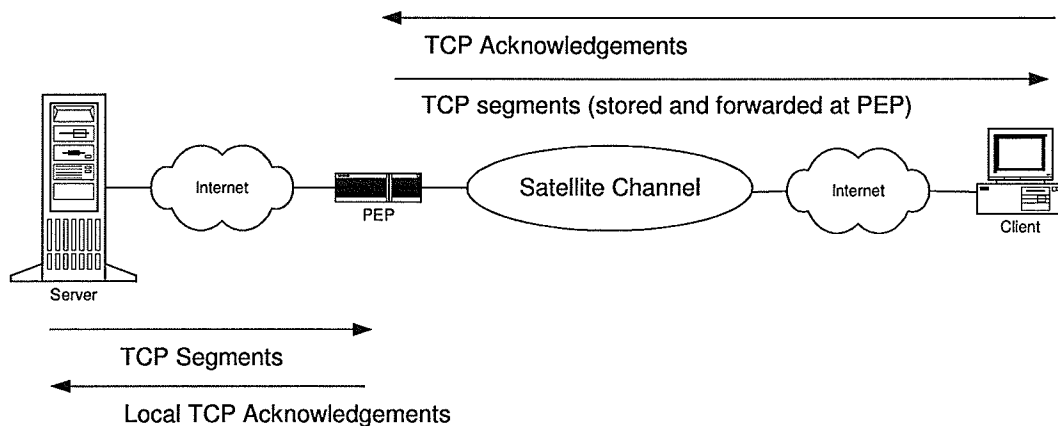 TCP Acknowledgements
TCP segments (stored and forwarded at PEP)
Internet
PEP
Satellite Channel
Internet
Client
Server
TCP Segments
Local TCP Acknowledgements